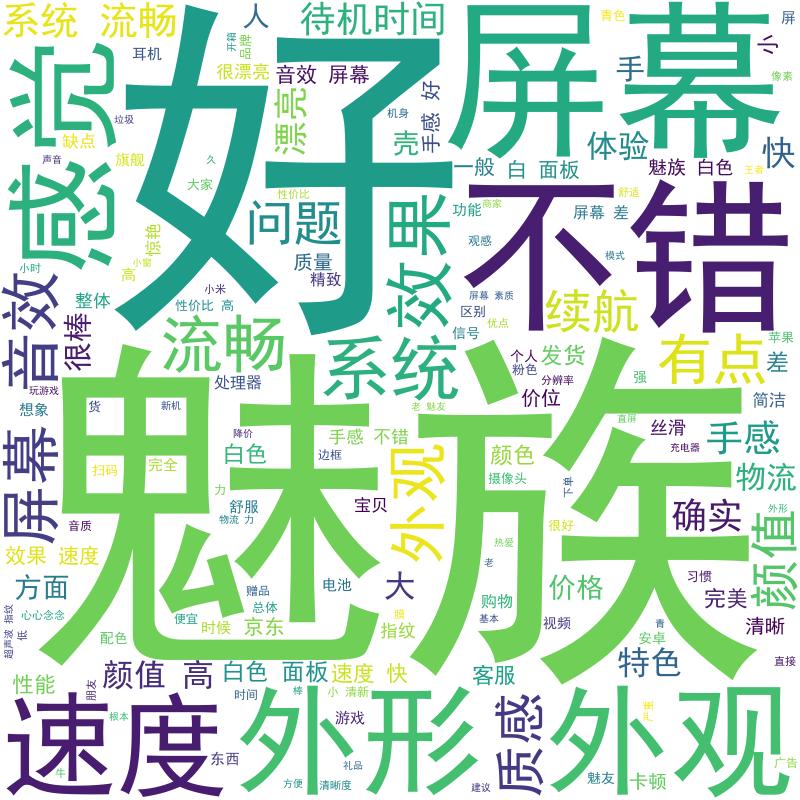 系统 流畅
人
待机时间
屏幕
青色
屏
小
耳机
开箱
品牌
很漂亮
音效 屏幕
手
像素
感觉
好
漂亮
机身
手感 好
垃圾
缺点
壳
体验
快
声音
旗舰
久
一般
白 面板
魅族 白色
王者
大家
性价比
舒适
功能
商家
不错
问题
效果
屏幕 差
惊艳
观感
模式
质量
小时
高
小窗
精致
音效
很棒
整体
小米
性价比 高
屏幕 素质
区别
续航
优点
信号
流畅
系统
个人
发货
有点
苹果
差
粉色
分辨率
处理器
玩游戏
强
价位
简洁
想象
货
新机
老 魅友
直屏
丝滑
降价
手感 不错
手感
充电器
屏幕
白色
边框
外观
颜色
魅族
扫码
完全
摄像头
物流
力
下单
舒服
宝贝
确实
颜值
外形
音质
物流 力
很好
效果 速度
热爱
老
习惯
方面
电池
大
价格
赠品
便宜
总体
购物
完美
心心念念
超声波 指纹
时候
京东
指纹
基本
视频
青
清晰
低
配色
安卓
直接
颜值 高
白色 面板
速度 快
客服
特色
性能
朋友
时间
棒
小 清新
速度
外形
质感
外观
根本
游戏
东西
礼品
广告
牛
方便
清晰度
建议
魅友
卡顿